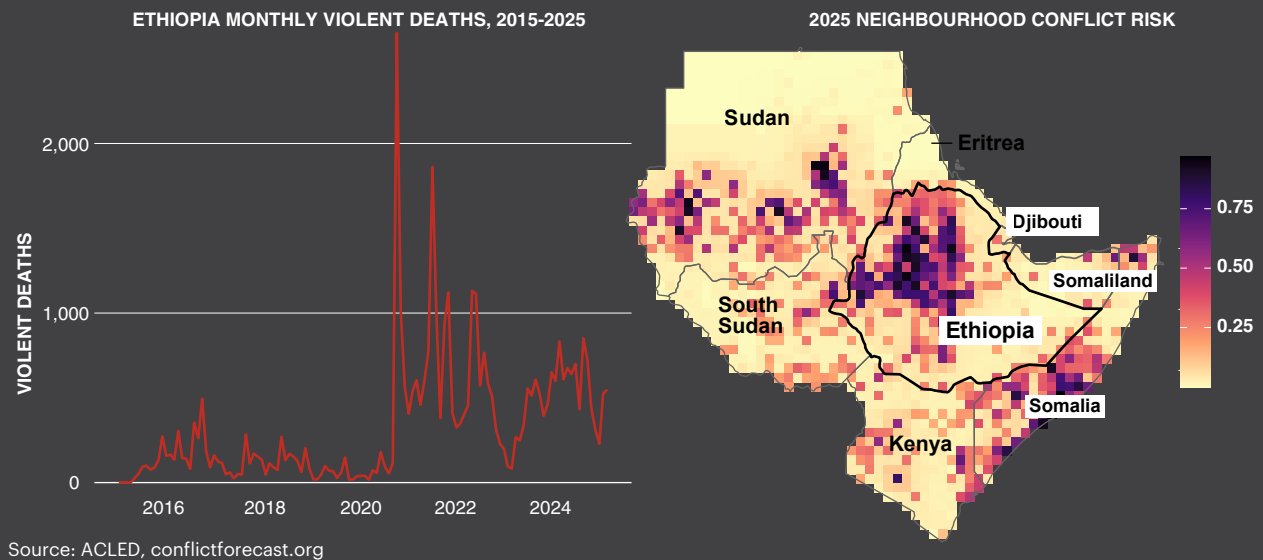 ETHIOPIA MONTHLY VIOLENT DEATHS, 2015-2025
VIOLENT DEATHS
2,000
1,000
0
2016
2018
2020
2022
2024
2025 NEIGHBOURHOOD CONFLICT RISK
Sudan
Eritrea
Djibouti
Somaliland
South
Sudan
Ethiopia
Somalia
Kenya
0.75
0.50
0.25
Source: ACLED, conflictforecast.org